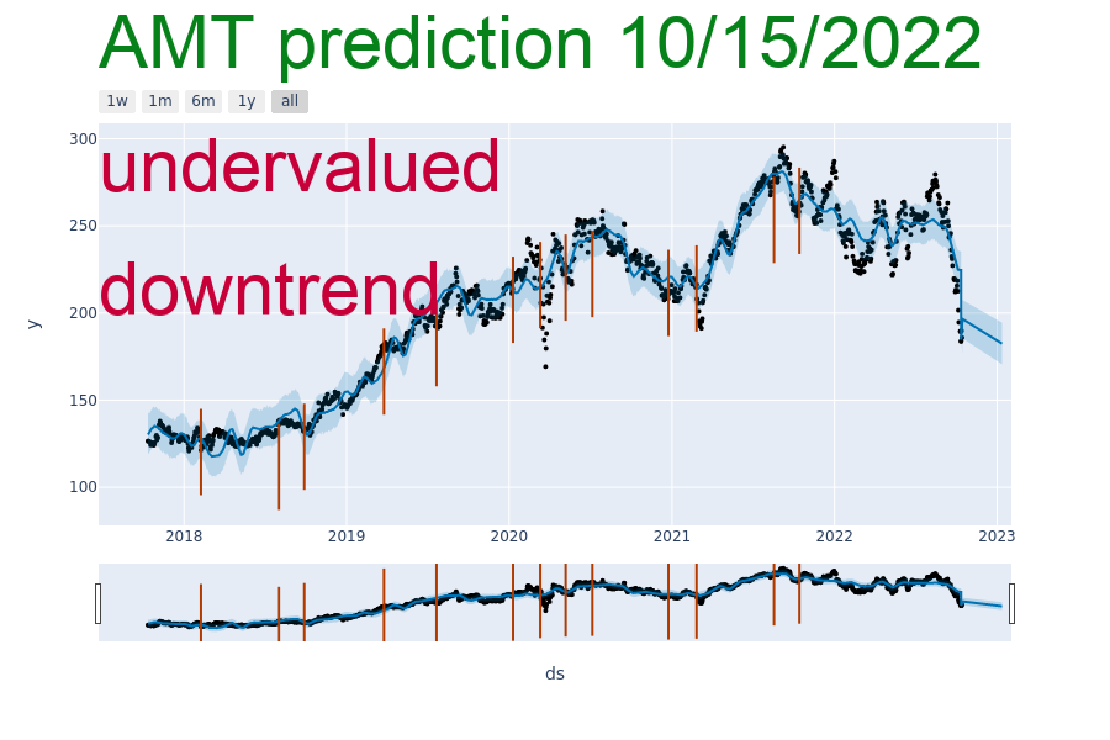 AMT prediction 10/15/2022
1w 1m 6m 1y all
300
undervalued
250
downtrend
200
y
150
100
2018 2019 2020 2021 2022 2023
ds